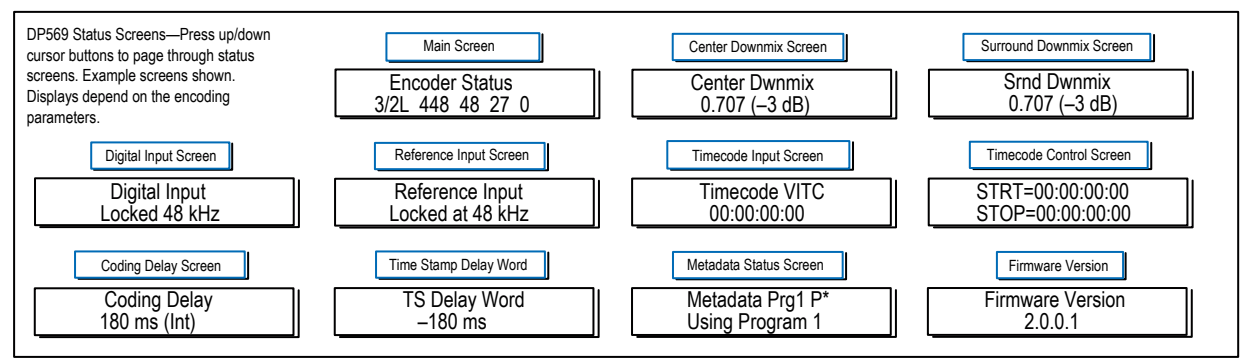 DP569 Status Screens—Press up/down
cursor buttons to page through status
screens. Example screens shown.
Displays depend on the encoding
parameters.
Main Screen
Encoder Status
3/2L 448 48 27 0
Center Downmix Screen
Center Dwnmix
0.707 (–3 dB)
Surround Downmix Screen
Srnd Dwnmix
0.707 (–3 dB)
Digital Input Screen
Digital Input
Locked 48 kHz
Reference Input Screen
Reference Input
Locked at 48 kHz
Timecode Input Screen
Timecode VITC
00:00:00:00
Timecode Control Screen
STRT=00:00:00:00
STOP=00:00:00:00
Coding Delay Screen
Coding Delay
180 ms (Int)
Time Stamp Delay Word
TS Delay Word
–180 ms
Metadata Status Screen
Metadata Prg1 P*
Using Program 1
Firmware Version
Firmware Version
2.0.0.1